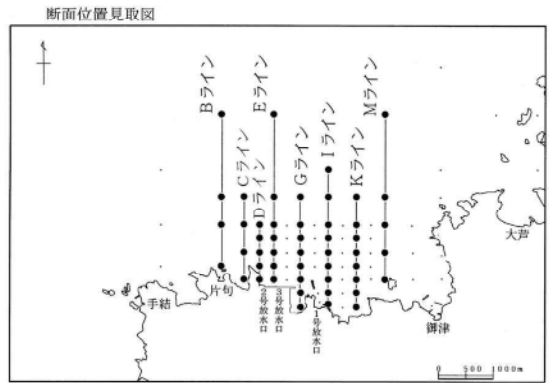 断面位置見取図
Bライン
Cライン
Dライン
Eライン
Gライン
Iライン
Kライン
Mライン
大芦
手結
片句
2号放水口
3号放水口
1号放水口
御津
0 500 1000m